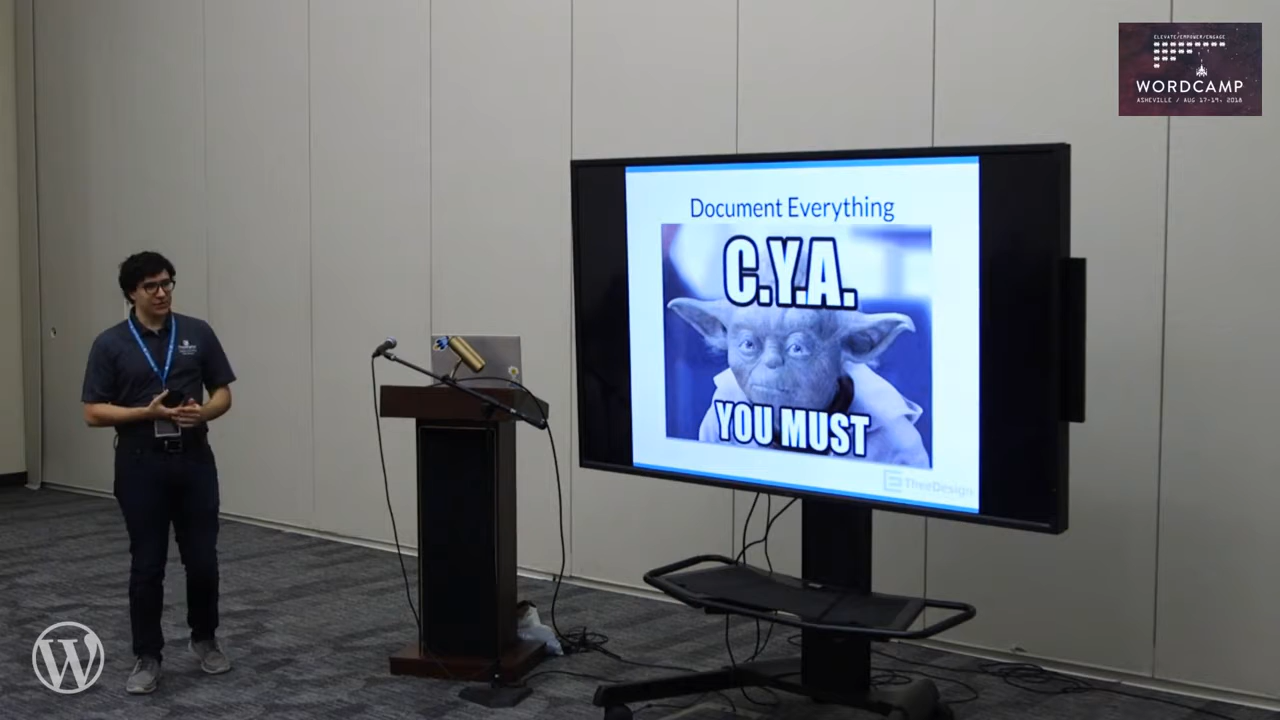 ELEVATE/EMPOWER/ENGAGE
WORDCAMP
ASHEVILLE / AUG 17-19, 2018
Document Everything
C.Y.A.
YOU MUST
ThreeDesign
W